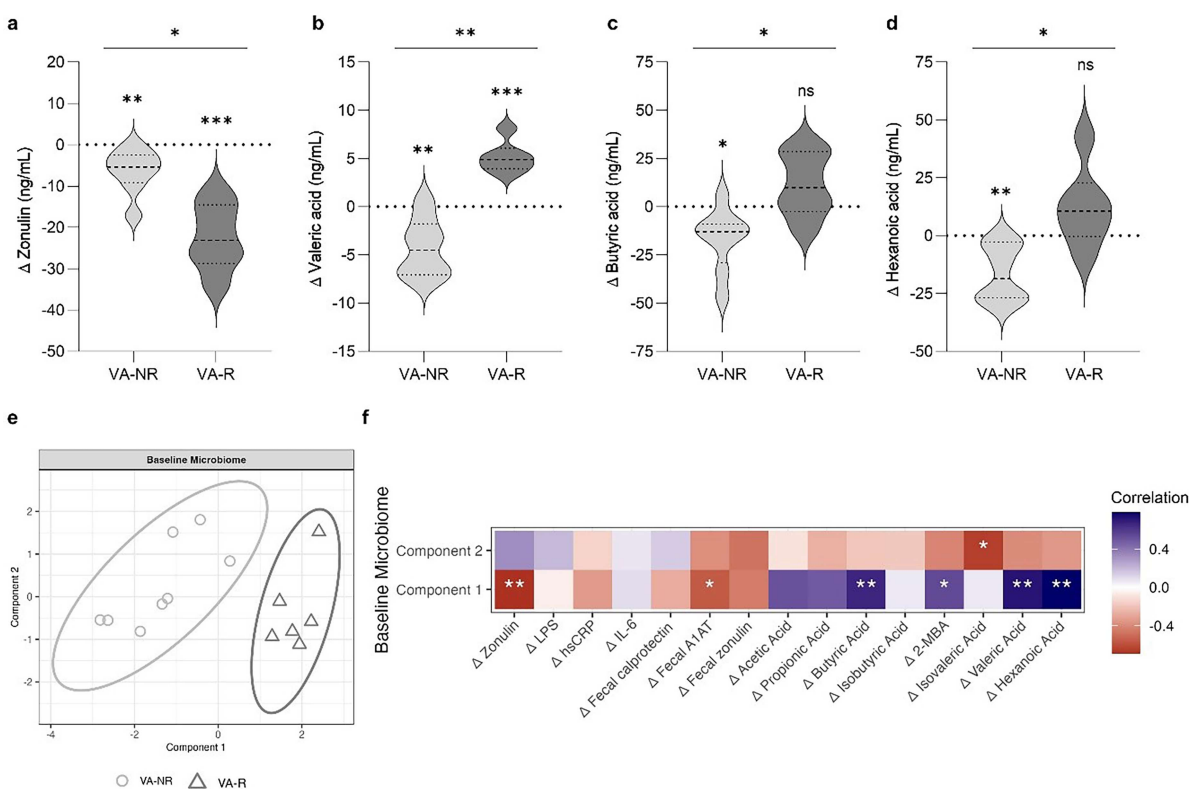 a
*
20
10
0
-10
-20
-30
-40
-50
Δ Zonulin (ng/mL)
**
***
VA-NR
VA-R
b
**
15
10
5
0
-5
-10
-15
Δ Valeric acid (ng/mL)
**
***
VA-NR
VA-R
c
*
75
50
25
0
-25
-50
-75
Δ Butyric acid (ng/mL)
*
ns
VA-NR
VA-R
d
*
75
50
25
0
-25
-50
Δ Hexanoic acid (ng/mL)
**
ns
VA-NR
VA-R
e
Baseline Microbiome
2
1
0
-1
-2
Component 2
-4
-2
0
2
Component 1
VA-NR
VA-R
f
Baseline Microbiome
Component 2
Component 1
*
**
*
**
*
**
**
Δ Zonulin
Δ LPS
Δ hsCRP
Δ IL-6
Δ Fecal calprotectin
Δ Fecal A1AT
Δ Fecal zonulin
Δ Acetic Acid
Δ Propionic Acid
Δ Butyric Acid
Δ Isobutyric Acid
Δ 2-MBA
Δ Isovaleric Acid
Δ Valeric Acid
Δ Hexanoic Acid
Correlation
0.4
0.0
-0.4